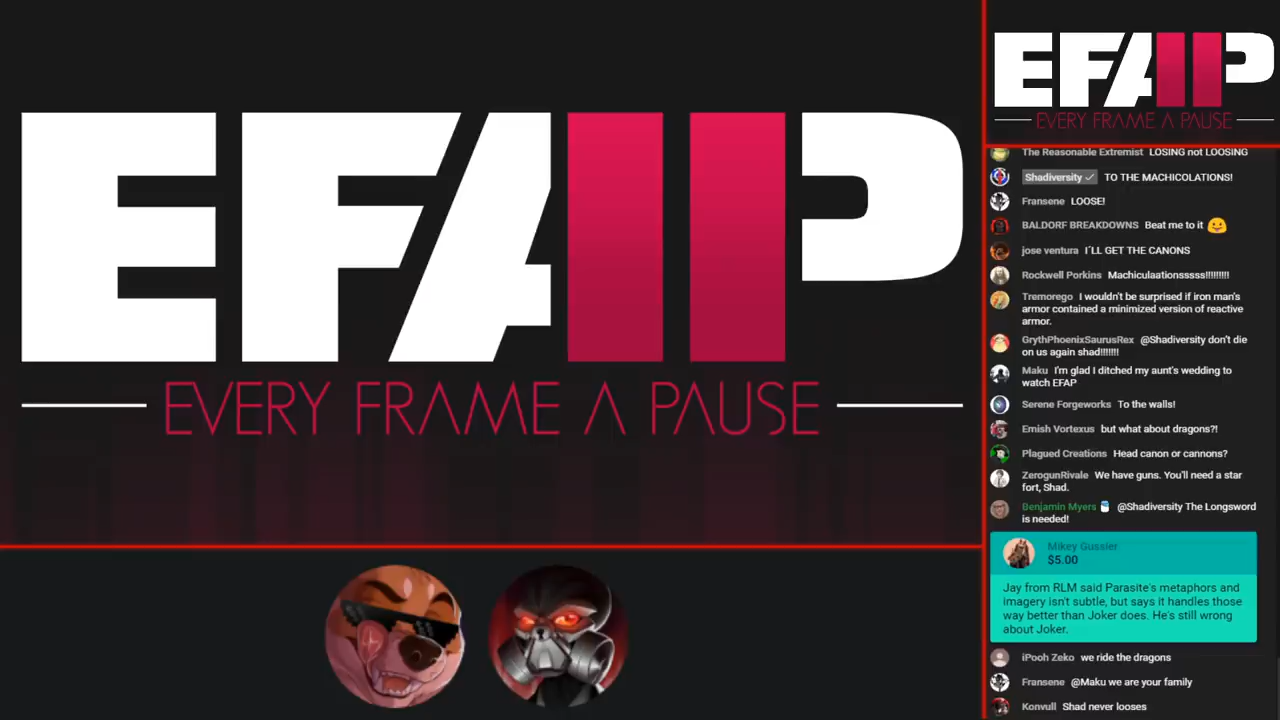 EFAP
EVERY FRAME A PAUSE
EFAP
EVERY FRAME A PAUSE
The Reasonable Extremist LOSING not LOOSING
Shadiversity ✓ TO THE MACHICOLATIONS!
Fransene LOOSE!
BALDORF BREAKDOWNS Beat me to it
jose ventura I´LL GET THE CANONS
Rockwell Porkins Machiculaationsssss!!!!!!!!!
Tremorego I wouldn't be surprised if iron man's
armor contained a minimized version of reactive
armor.
GrythPhoenixSaurusRex @Shadiversity don't die
on us again shad!!!!!!!
Maku I'm glad I ditched my aunt's wedding to
watch EFAP
Serene Forgeworks To the walls!
Emish Vortexus but what about dragons?!
Plagued Creations Head canon or cannons?
ZerogunRivale We have guns. You'll need a star
fort, Shad.
Benjamin Myers @Shadiversity The Longsword
is needed!
Mikey Gussler
$5.00
Jay from RLM said Parasite's metaphors and
imagery isn't subtle, but says it handles those
way better than Joker does. He's still wrong
about Joker.
iPooh Zeko we ride the dragons
Fransene @Maku we are your family
Konvull Shad never looses